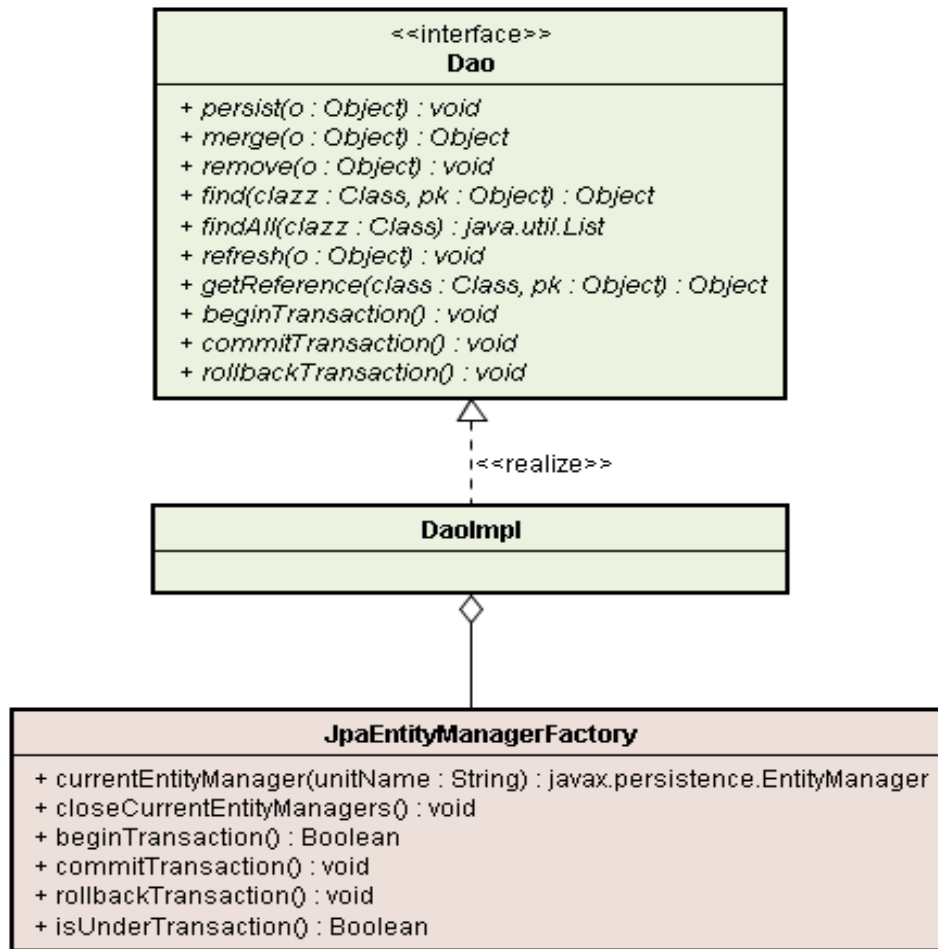 <<interface>>
Dao
+ persist(o : Object) : void
+ merge(o : Object) : Object
+ remove(o : Object) : void
+ find(clazz : Class, pk : Object) : Object
+ findAll(clazz : Class) : java.util.List
+ refresh(o : Object) : void
+ getReference(class : Class, pk : Object) : Object
+ beginTransaction() : void
+ commitTransaction() : void
+ rollbackTransaction() : void
<<realize>>
DaoImpl
JpaEntityManagerFactory
+ currentEntityManager(unitName : String) : javax.persistence.EntityManager
+ closeCurrentEntityManagers() : void
+ beginTransaction() : Boolean
+ commitTransaction() : void
+ rollbackTransaction() : void
+ isUnderTransaction() : Boolean